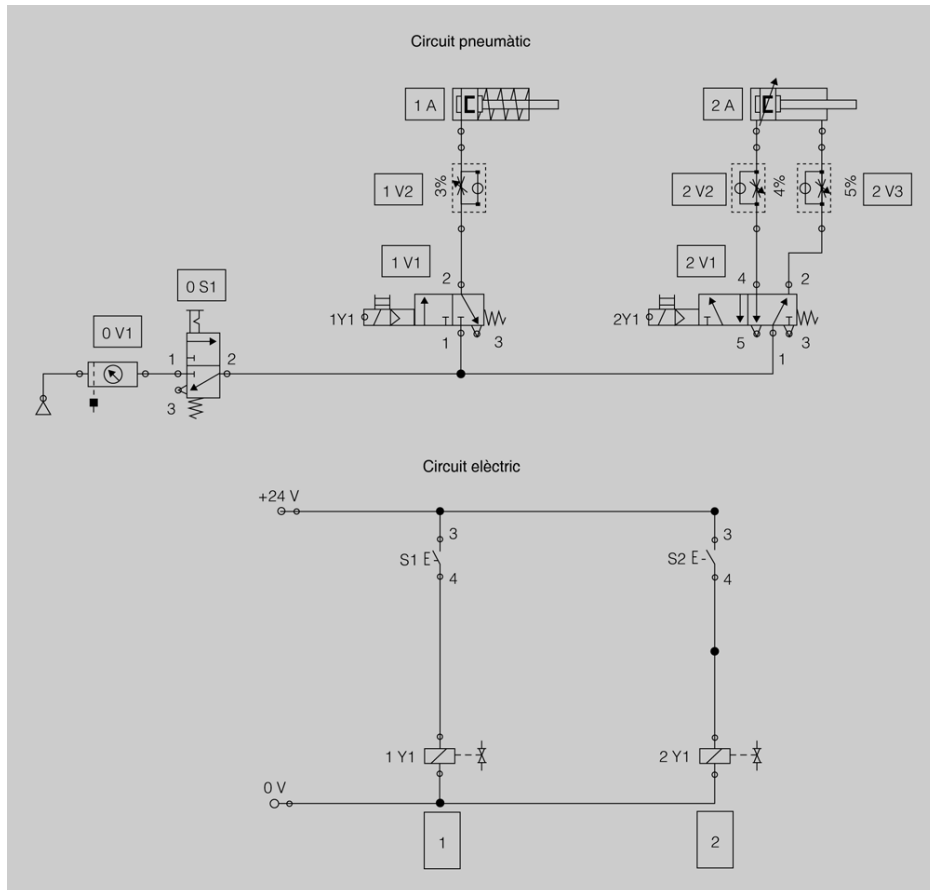 Circuit pneumàtic
1 A
2 A
1 V2
3%
2 V2
4%
5%
2 V3
1 V1
2
2 V1
4
2
0 S1
1Y1
2Y1
1
3
5
1
3
0 V1
1
2
3
Circuit elèctric
+24 V
3
3
S1 E
S2 E
4
4
1 Y1
2 Y1
0 V
1
2